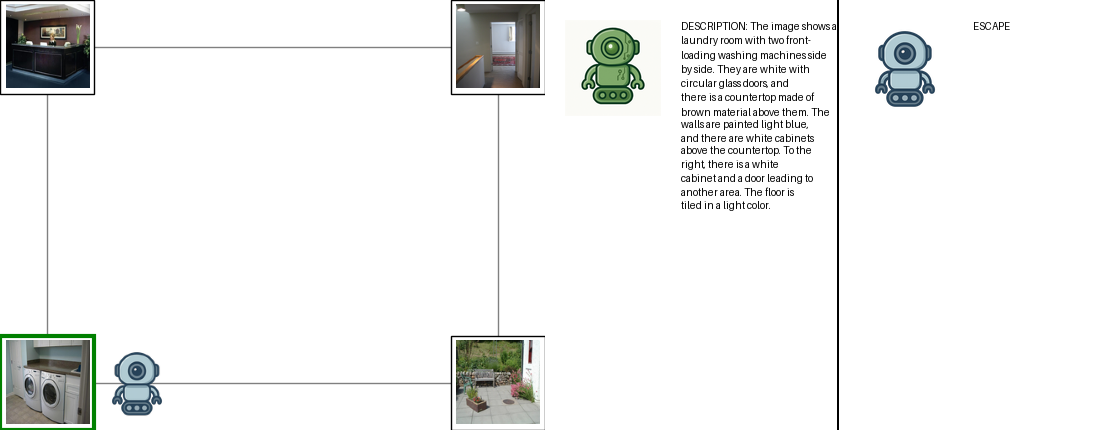 DESCRIPTION: The image shows a
laundry room with two front-
loading washing machines side
by side. They are white with
circular glass doors, and
there is a countertop made of
brown material above them. The
walls are painted light blue,
and there are white cabinets
above the countertop. To the
right, there is a white
cabinet and a door leading to
another area. The floor is
tiled in a light color.
ESCAPE